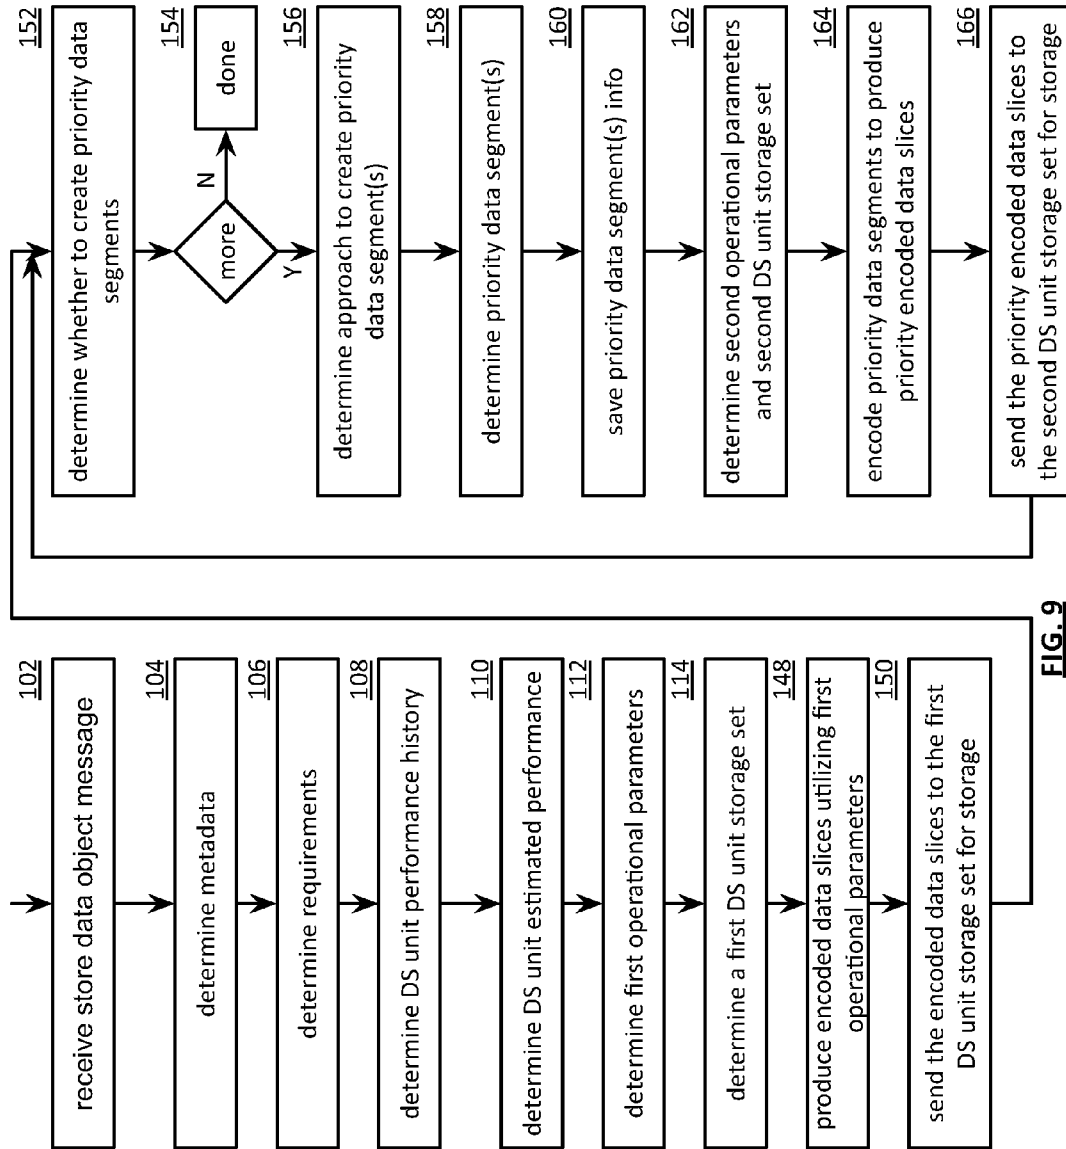 102
receive store data object message
104
determine metadata
106
determine requirements
108
determine DS unit performance history
110
determine DS unit estimated performance
112
determine first operational parameters
114
determine a first DS unit storage set
148
produce encoded data slices utilizing first
operational parameters
150
send the encoded data slices to the first
DS unit storage set for storage
152
determine whether to create priority data
segments
more
N
154
done
Y
156
determine approach to create priority
data segment(s)
158
determine priority data segment(s)
160
save priority data segment(s) info
162
determine second operational parameters
and second DS unit storage set
164
encode priority data segments to produce
priority encoded data slices
166
send the priority encoded data slices to
the second DS unit storage set for storage
FIG. 9